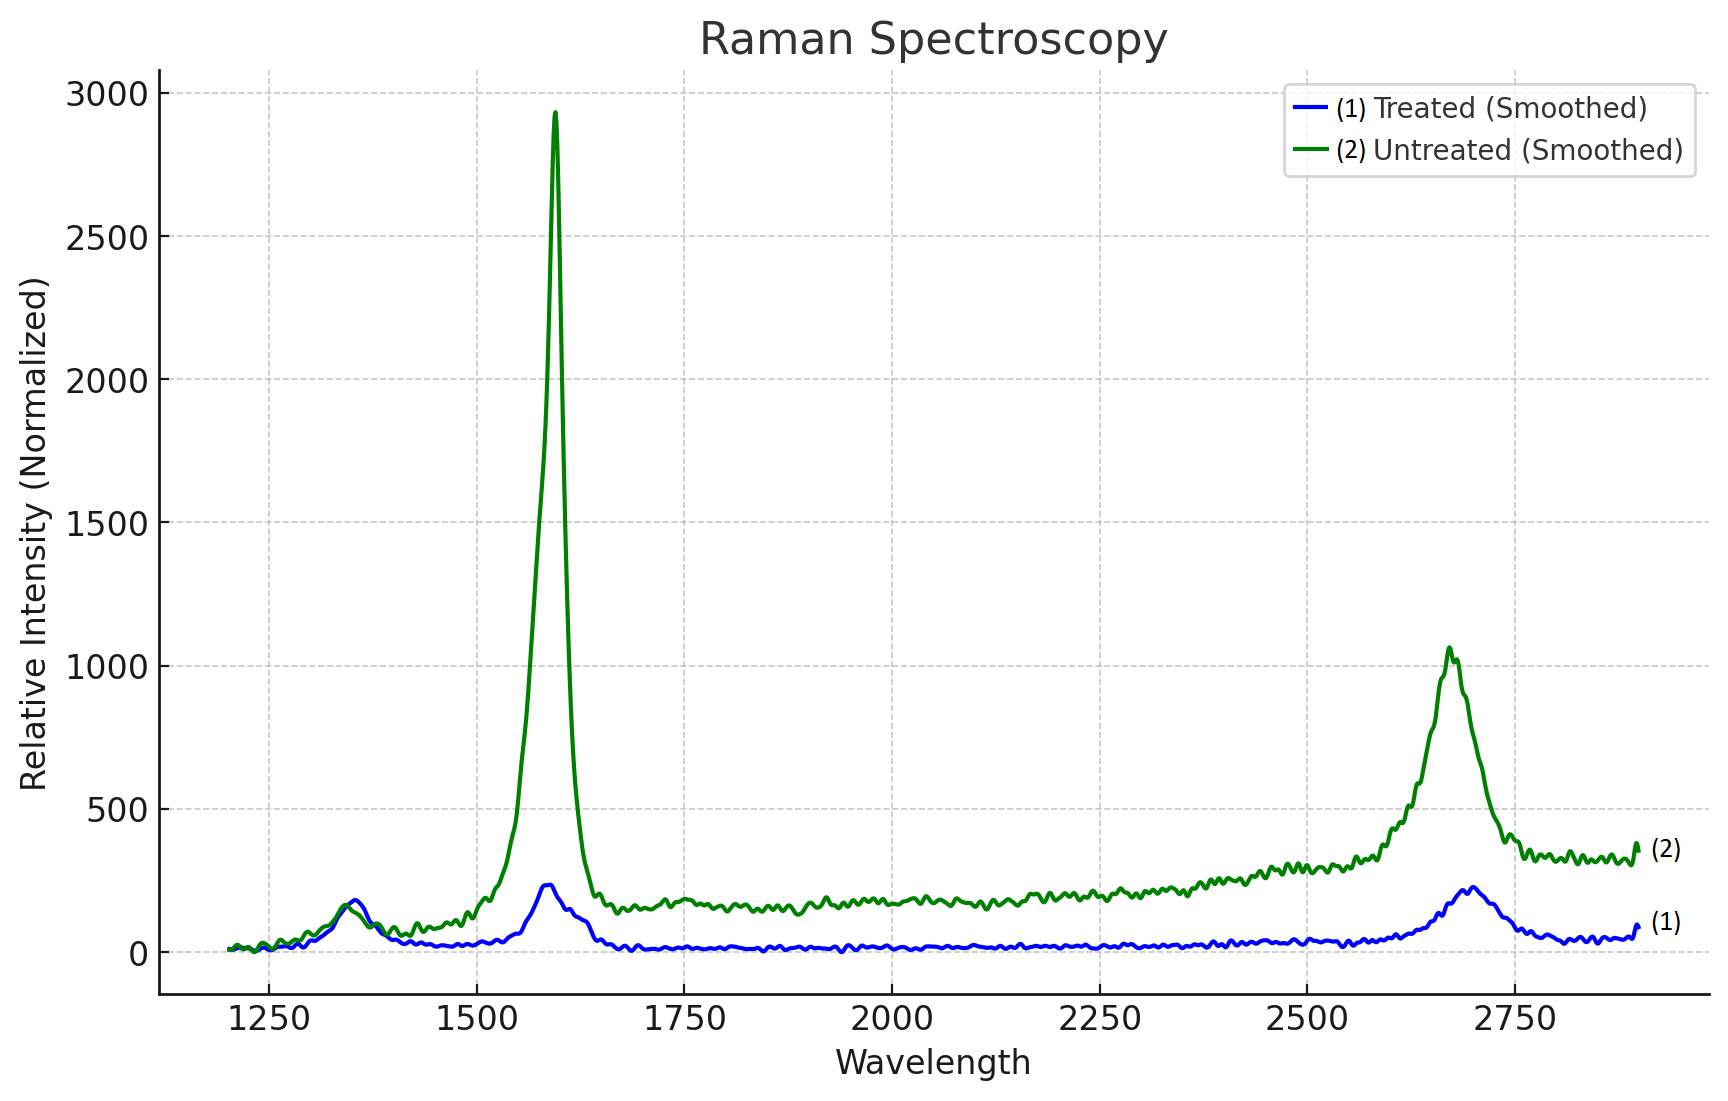 Raman Spectroscopy
(1) Treated (Smoothed)
(2) Untreated (Smoothed)
Relative Intensity (Normalized)
3000
2500
2000
1500
1000
500
0
(2)
(1)
1250 1500 1750 2000 2250 2500 2750
Wavelength